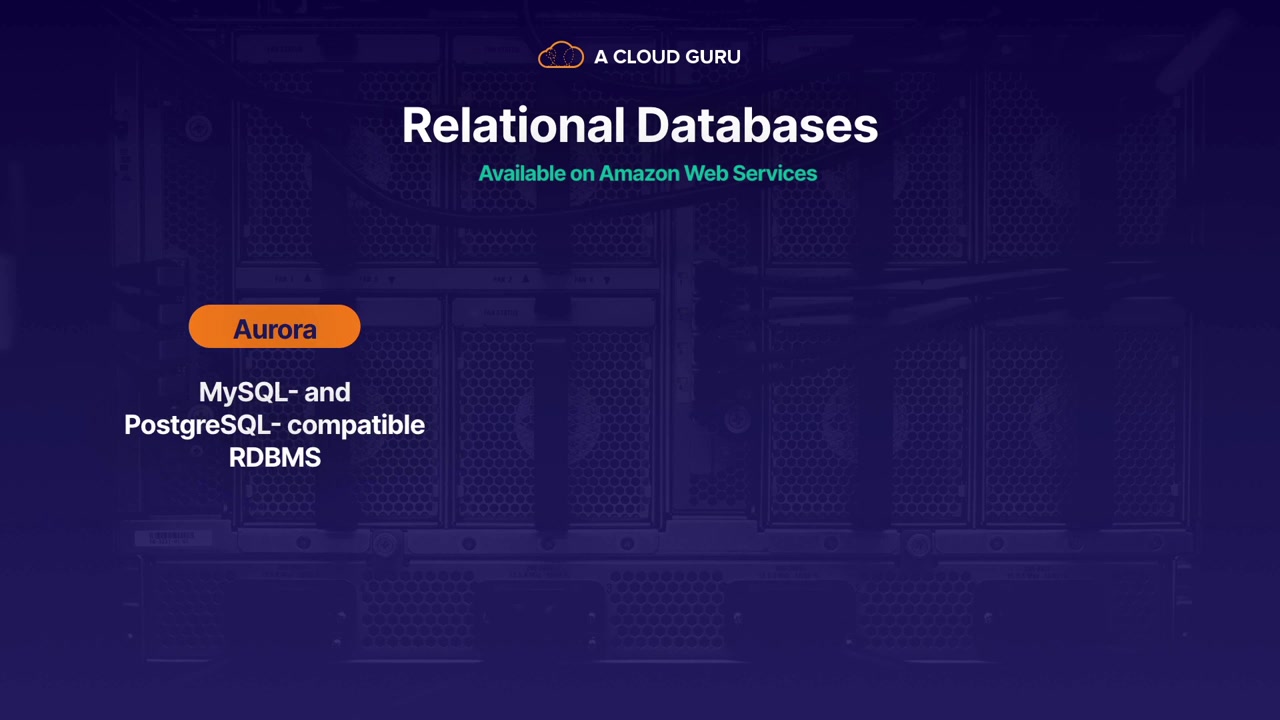 A CLOUD GURU
Relational Databases
Available on Amazon Web Services
Aurora
MySQL- and
PostgreSQL- compatible
RDBMS